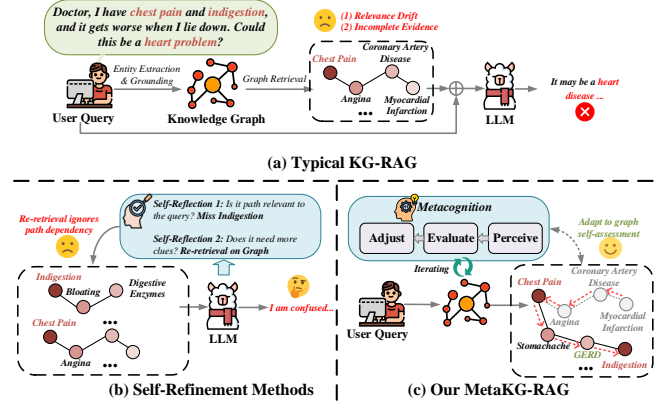 Doctor, I have chest pain and indigestion,
and it gets worse when I lie down. Could
this be a heart problem?
(1) Relevance Drift
(2) Incomplete Evidence
Entity Extraction
& Grounding
Graph Retrieval
Chest Pain
Coronary Artery
Disease
Angina
Myocardial
Infarction
...
User Query
Knowledge Graph
LLM
It may be a heart
disease ...
(a) Typical KG-RAG
Re-retrieval ignores
path dependency
Self-Reflection 1: Is it path relevant to
the query? Miss Indigestion
Self-Reflection 2: Does it need more
clues? Re-retrieval on Graph
Indigestion
Bloating
Digestive
Enzymes
...
Chest Pain
Angina
...
LLM
I am confused...
(b) Self-Refinement Methods
Metacognition
Adjust
Evaluate
Perceive
Iterating
Adapt to graph
self-assessment
User Query
Chest Pain
Coronary Artery
Disease
Angina
Myocardial
Infarction
Stomachache
GERD
Indigestion
...
(c) Our MetaKG-RAG